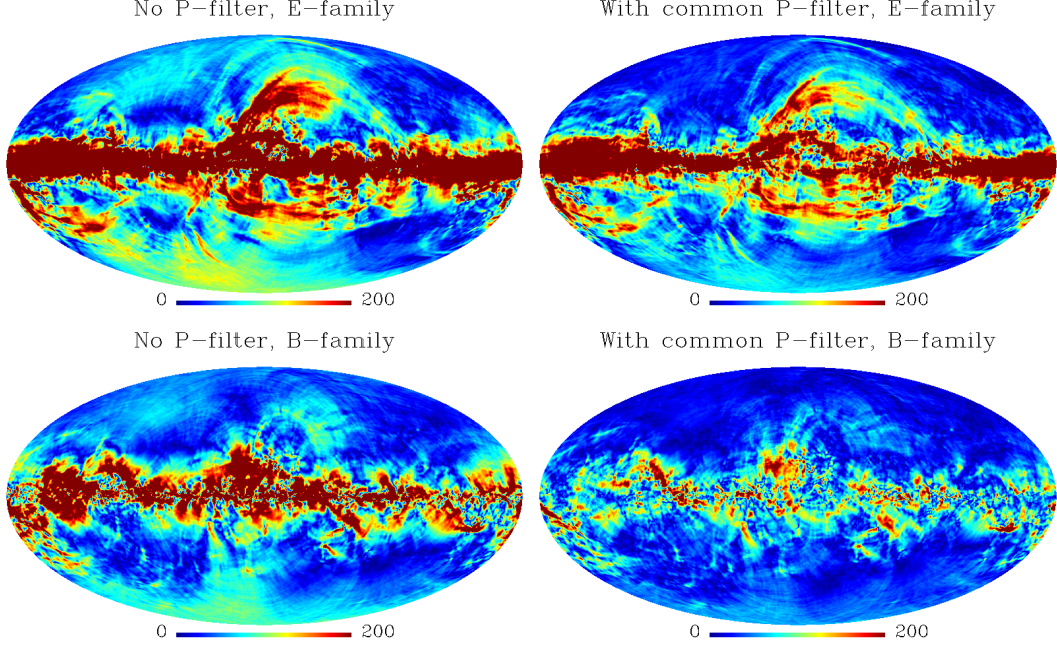 No P−filter, E−family
With common P−filter, E−family
0 200
0 200
No P−filter, B−family
With common P−filter, B−family
0 200
0 200